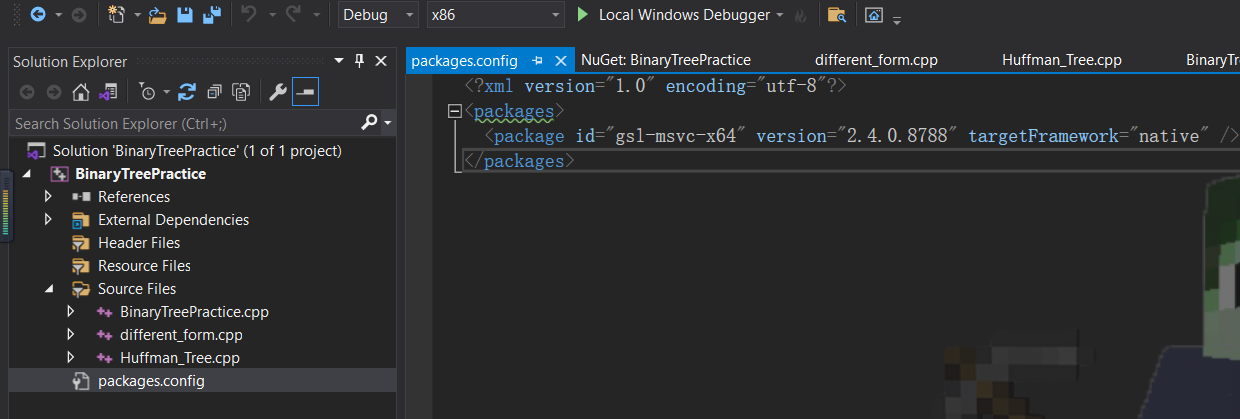 Debug x86 Local Windows Debugger
Solution Explorer
Search Solution Explorer (Ctrl+;)
Solution 'BinaryTreePractice' (1 of 1 project)
BinaryTreePractice
References
External Dependencies
Header Files
Resource Files
Source Files
BinaryTreePractice.cpp
different_form.cpp
Huffman_Tree.cpp
packages.config
packages.config NuGet: BinaryTreePractice different_form.cpp Huffman_Tree.cpp BinaryTr
<?xml version="1.0" encoding="utf-8"?>
<packages>
<package id="gsl-msvc-x64" version="2.4.0.8788" targetFramework="native" />
</packages>